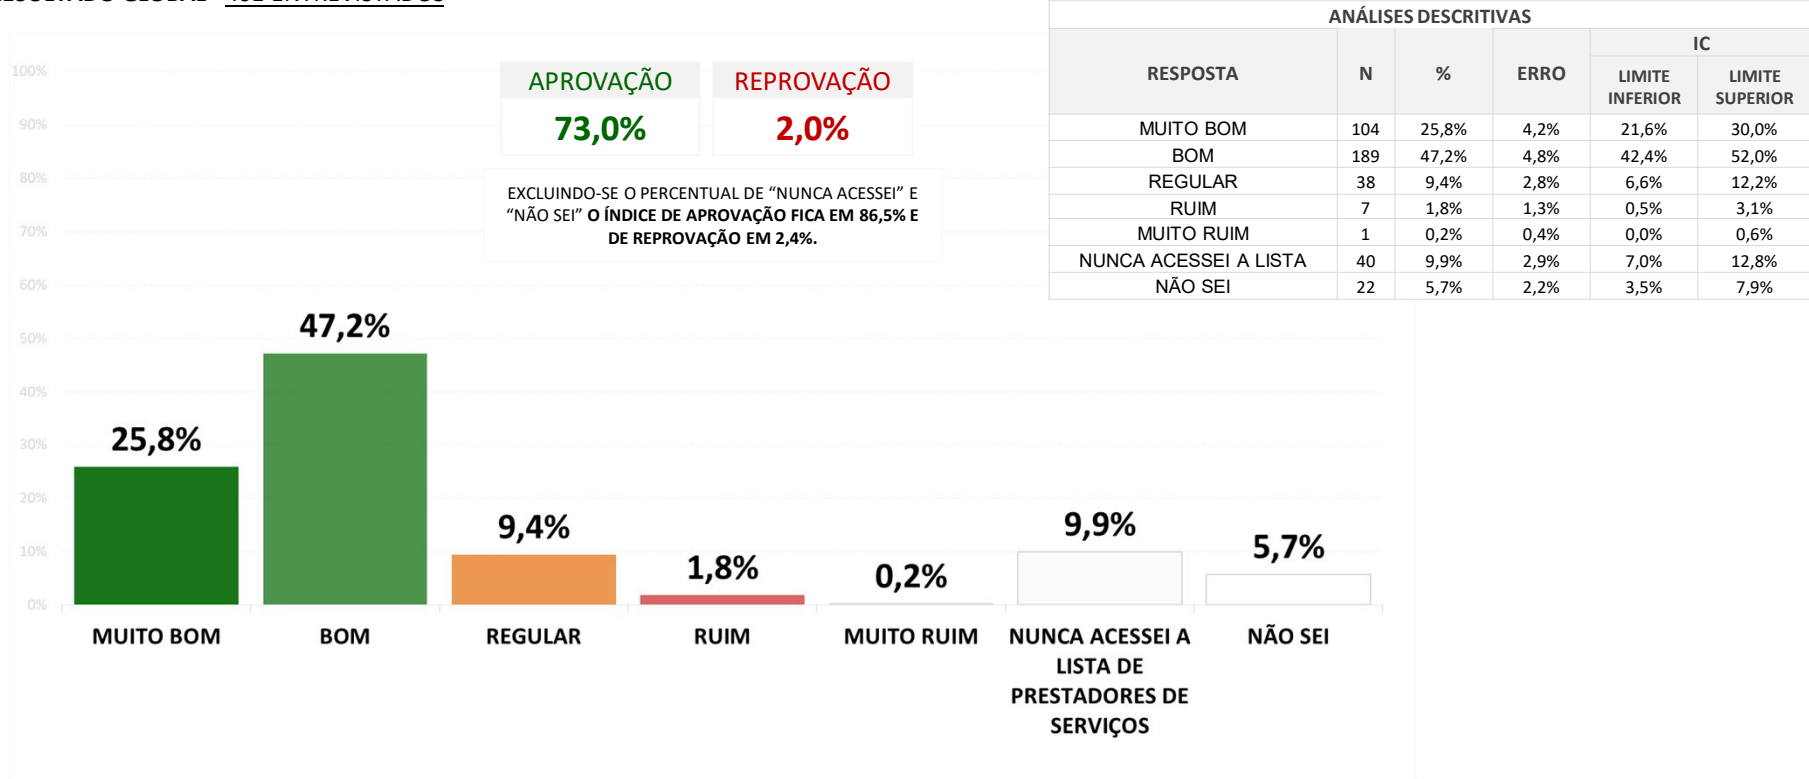 100%
90%
80%
70%
60%
50%
40%
30%
20%
10%
0%
APROVAÇÃO
73,0%
REPROVAÇÃO
2,0%
EXCLUINDO-SE O PERCENTUAL DE “NUNCA ACESSEI” E
“NÃO SEI” O ÍNDICE DE APROVAÇÃO FICA EM 86,5% E
DE REPROVAÇÃO EM 2,4%.
25,8%
47,2%
9,4%
1,8%
0,2%
9,9%
5,7%
MUITO BOM
BOM
REGULAR
RUIM
MUITO RUIM
NUNCA ACESSEI A
LISTA DE
PRESTADORES DE
SERVIÇOS
NÃO SEI
ANÁLISES DESCRITIVAS
RESPOSTA N % ERRO IC
LIMITE INFERIOR LIMITE SUPERIOR
MUITO BOM 104 25,8% 4,2% 21,6% 30,0%
BOM 189 47,2% 4,8% 42,4% 52,0%
REGULAR 38 9,4% 2,8% 6,6% 12,2%
RUIM 7 1,8% 1,3% 0,5% 3,1%
MUITO RUIM 1 0,2% 0,4% 0,0% 0,6%
NUNCA ACESSEI A LISTA 40 9,9% 2,9% 7,0% 12,8%
NÃO SEI 22 5,7% 2,2% 3,5% 7,9%